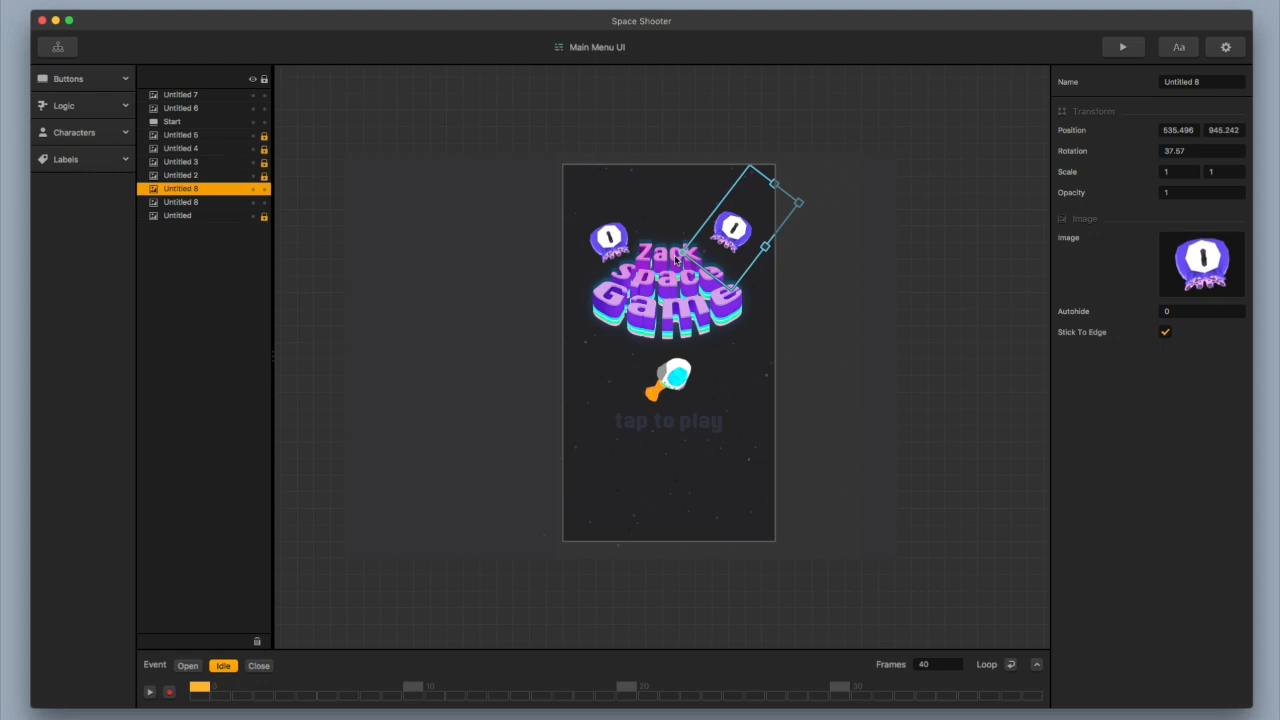 Space Shooter
Main Menu UI
Aa
Buttons
Logic
Characters
Labels
Untitled 7
Untitled 6
Start
Untitled 5
Untitled 4
Untitled 3
Untitled 2
Untitled 8
Untitled 8
Untitled
Zack
Space
Game
tap to play
Name Untitled 8
Transform
Position 535.496 945.242
Rotation 37.57
Scale 1 1
Opacity 1
Image
Image
Autohide 0
Stick To Edge
Event Open Idle Close
Frames 40 Loop
5 10 20 30